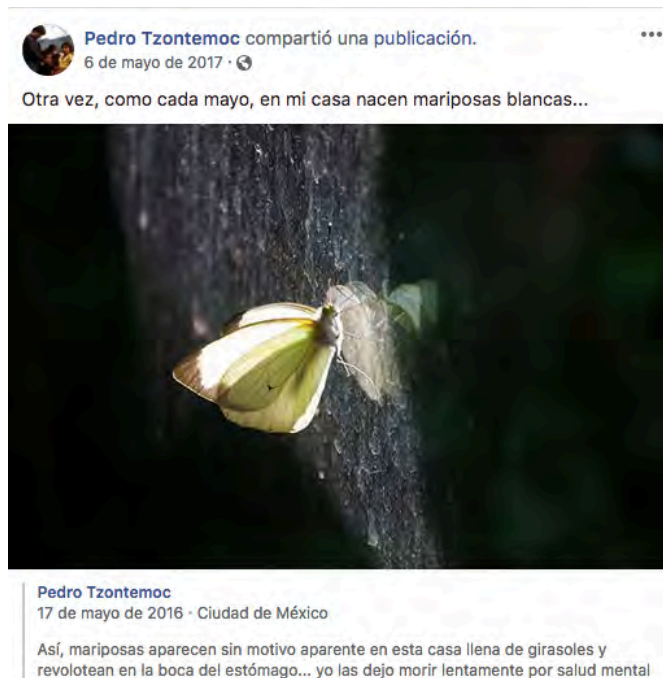 Pedro Tzontemoc compartió una publicación.
6 de mayo de 2017 ·
Otra vez, como cada mayo, en mi casa nacen mariposas blancas...
Pedro Tzontemoc
17 de mayo de 2016 · Ciudad de México
Así, mariposas aparecen sin motivo aparente en esta casa llena de girasoles y
revolotean en la boca del estómago... yo las dejo morir lentamente por salud mental